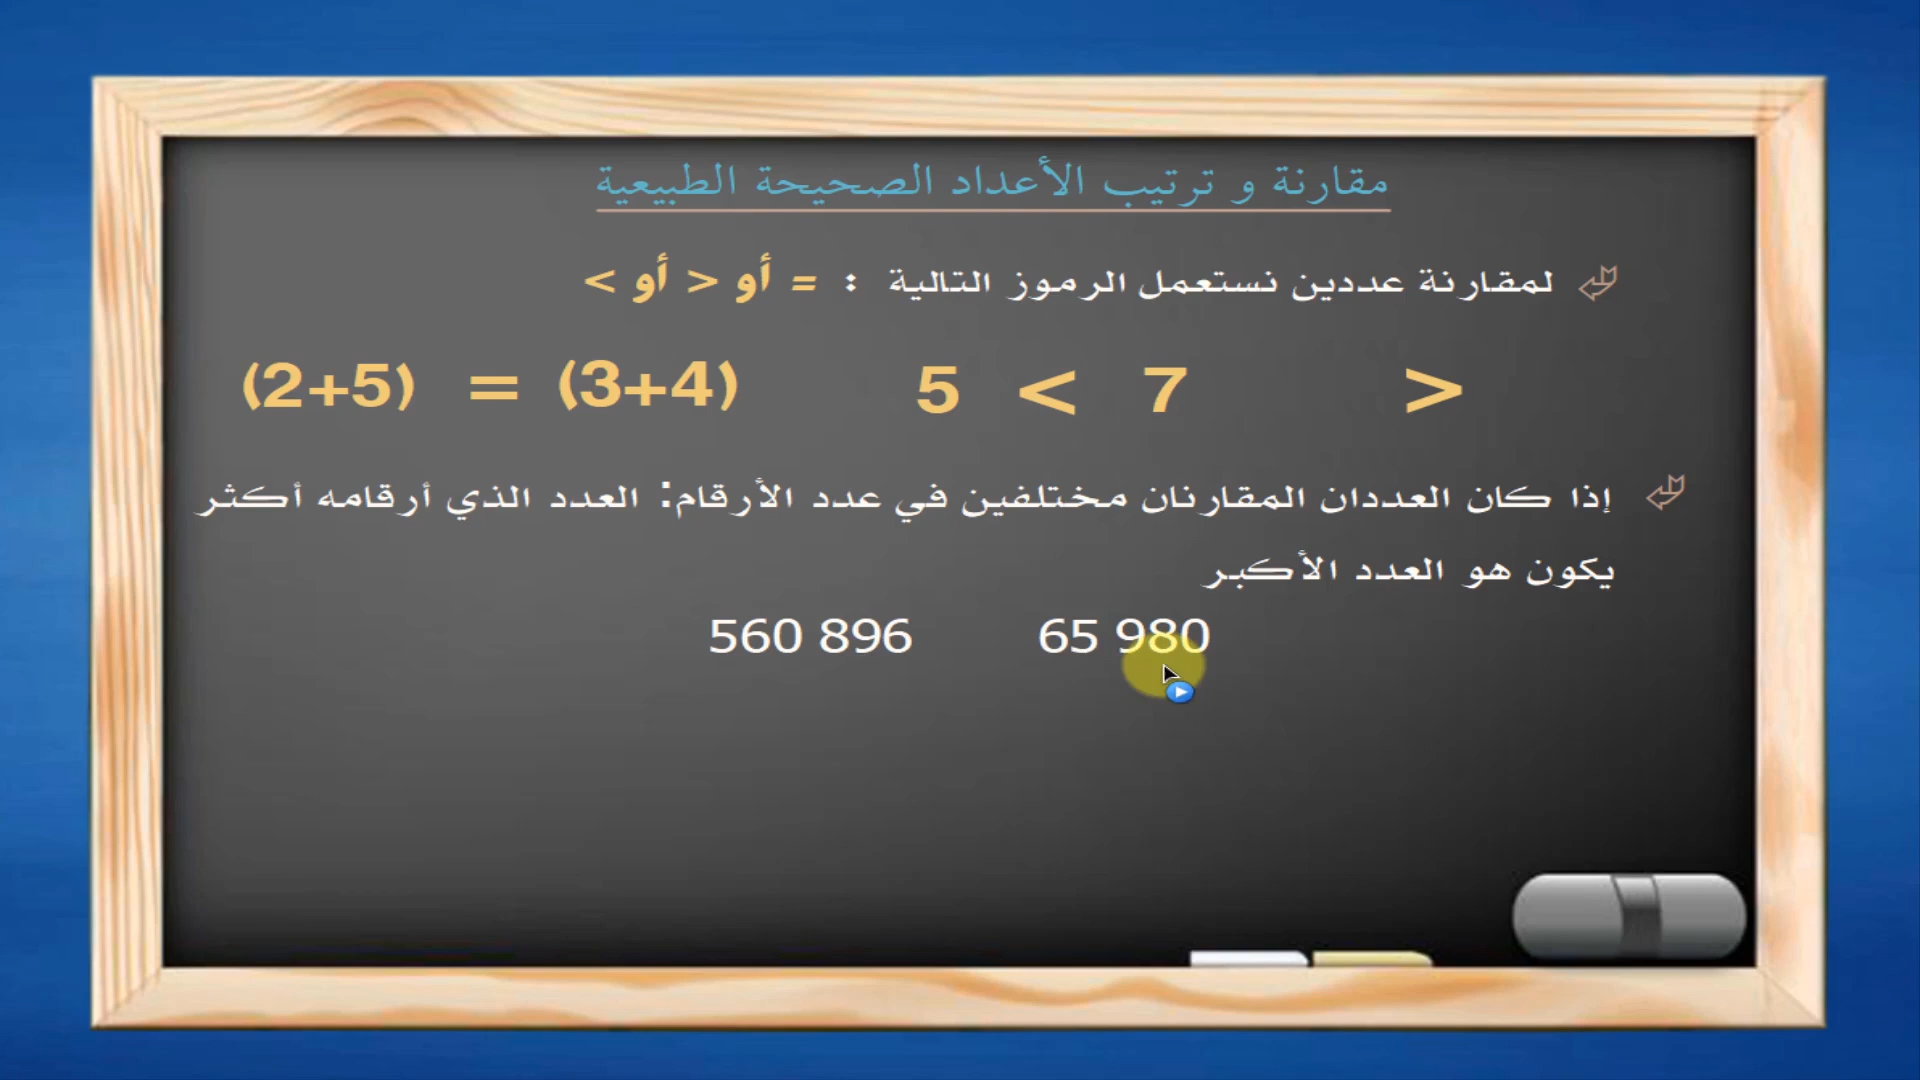 مقارنة و ترتيب الأعداد الصحيحة الطبيعية
لمقارنة عددين نستعمل الرموز التالية : = أو > أو <
(2+5) = (3+4) 5 < 7 >
إذا كان العددان المقارنان مختلفين في عدد الأرقام: العدد الذي أرقامه أكثر
يكون هو العدد الأكبر
560 896 65 980